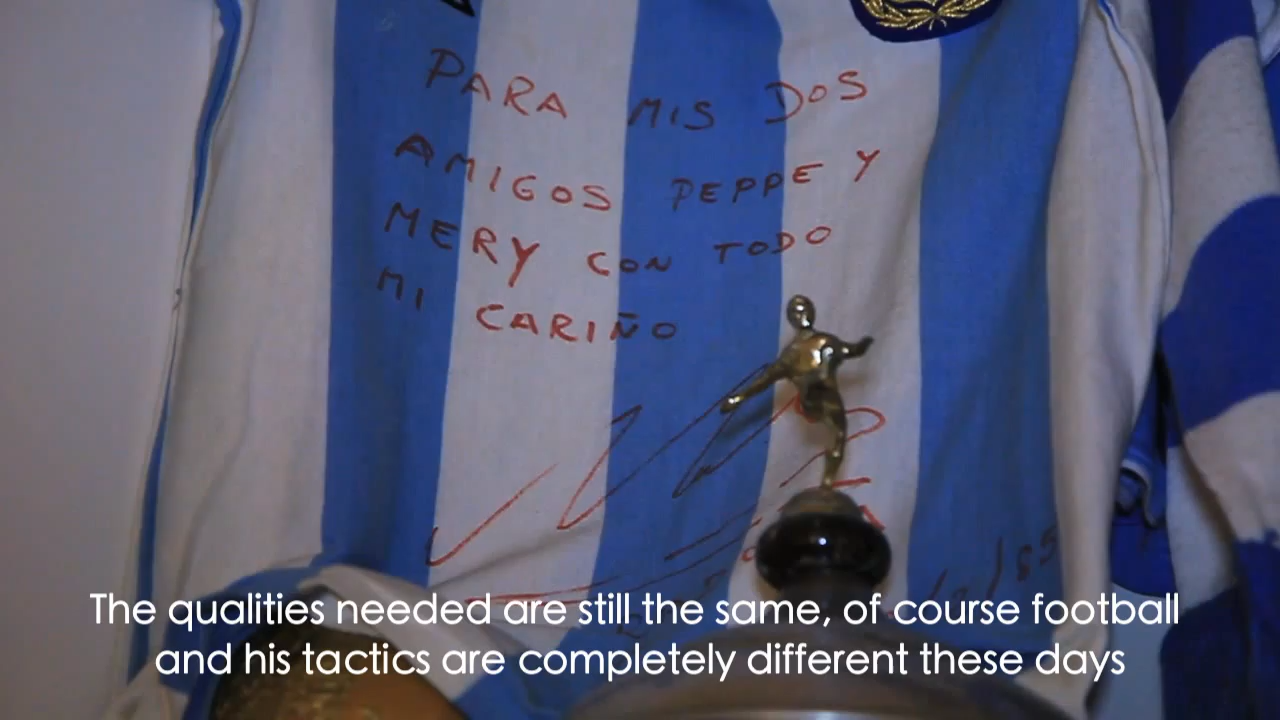 PARA MIS DOS
AMIGOS PEPPE Y
MERY CON TODO
MI CARIÑO
The qualities needed are still the same, of course football
and his tactics are completely different these days